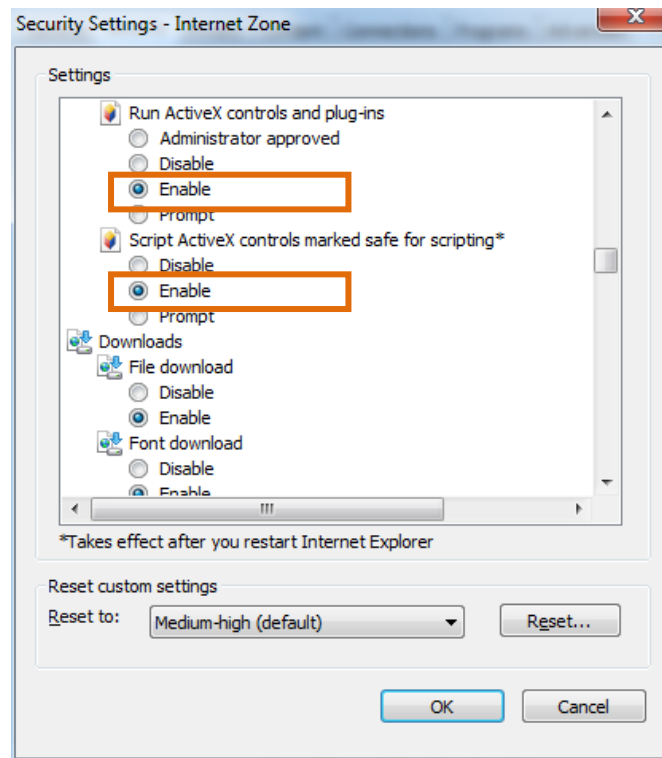 Security Settings - Internet Zone
Settings
Run ActiveX controls and plug-ins
Administrator approved
Disable
Enable
Prompt
Script ActiveX controls marked safe for scripting*
Disable
Enable
Prompt
Downloads
File download
Disable
Enable
Font download
Disable
Enable
*Takes effect after you restart Internet Explorer
Reset custom settings
Reset to: Medium-high (default) Reset...
OK Cancel